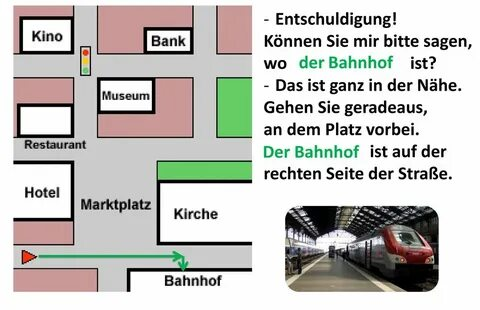 Kino
Bank
Museum
Restaurant
Hotel
Marktplatz
Kirche
Bahnhof
- Entschuldigung!
Können Sie mir bitte sagen,
wo der Bahnhof ist?
- Das ist ganz in der Nähe.
Gehen Sie geradeaus,
an dem Platz vorbei.
Der Bahnhof ist auf der
rechten Seite der Straße.